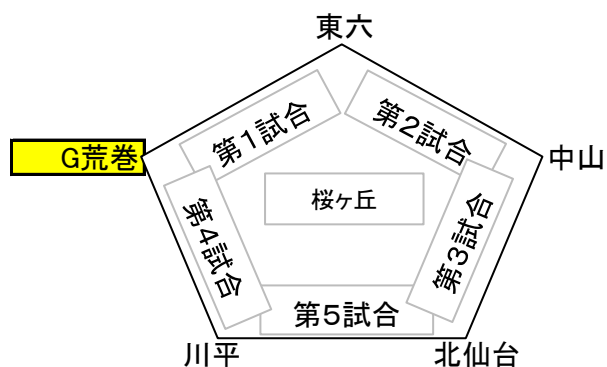 東六
第1試合
第2試合
G荒巻
中山
桜ヶ丘
第4試合
第3試合
第5試合
川平
北仙台